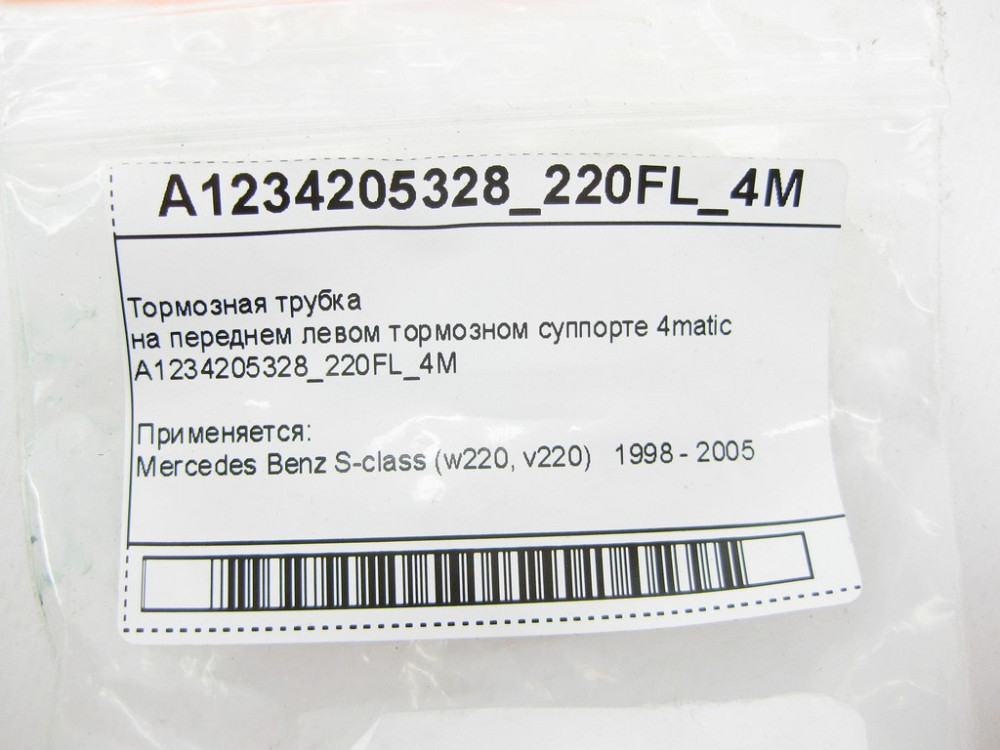 A1234205328_220FL_4M
Тормозная трубка
на переднем левом тормозном суппорте 4matic
A1234205328_220FL_4M
Применяется:
Mercedes Benz S-class (w220, v220) 1998 - 2005